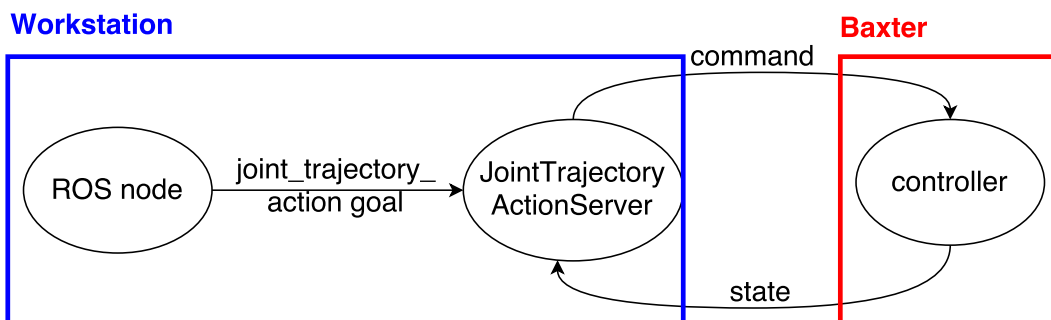 Workstation
Baxter
command
ROS node
joint_trajectory_
action goal
JointTrajectory
ActionServer
controller
state